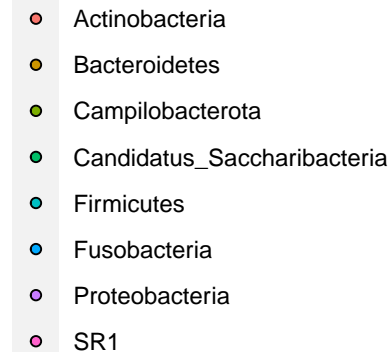 Actinobacteria
Bacteroidetes
Campilobacterota
Candidatus_Saccharibacteria
Firmicutes
Fusobacteria
Proteobacteria
SR1